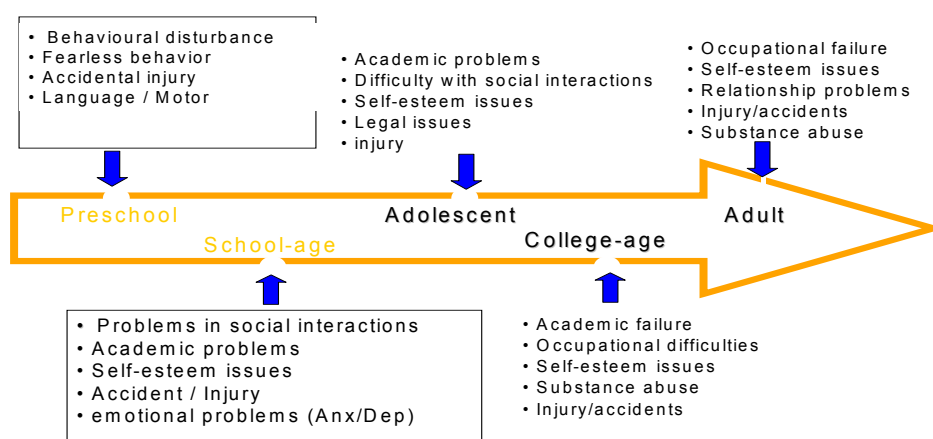 • Behavioural disturbance
• Fearless behavior
• Accidental injury
• Language / Motor
• Academic problems
• Difficulty with social interactions
• Self-esteem issues
• Legal issues
• injury
• Occupational failure
• Self-esteem issues
• Relationship problems
• Injury/accidents
• Substance abuse
Preschool
School-age
Adolescent
College-age
Adult
• Problems in social interactions
• Academic problems
• Self-esteem issues
• Accident / Injury
• emotional problems (Anx/Dep)
• Academic failure
• Occupational difficulties
• Self-esteem issues
• Substance abuse
• Injury/accidents